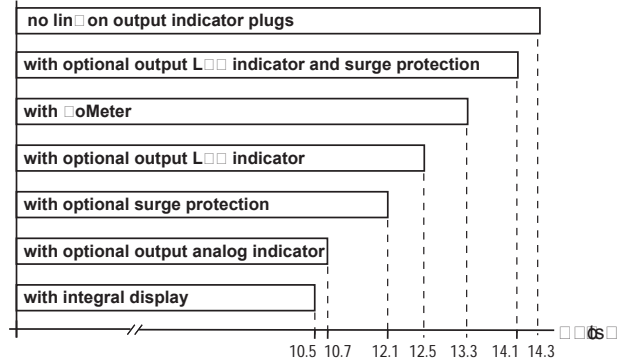 no lin on output indicator plugs
with optional output L indicator and surge protection
with oMeter
with optional output L indicator
with optional surge protection
with optional output analog indicator
with integral display
10.5 10.7 12.1 12.5 13.3 14.1 14.3